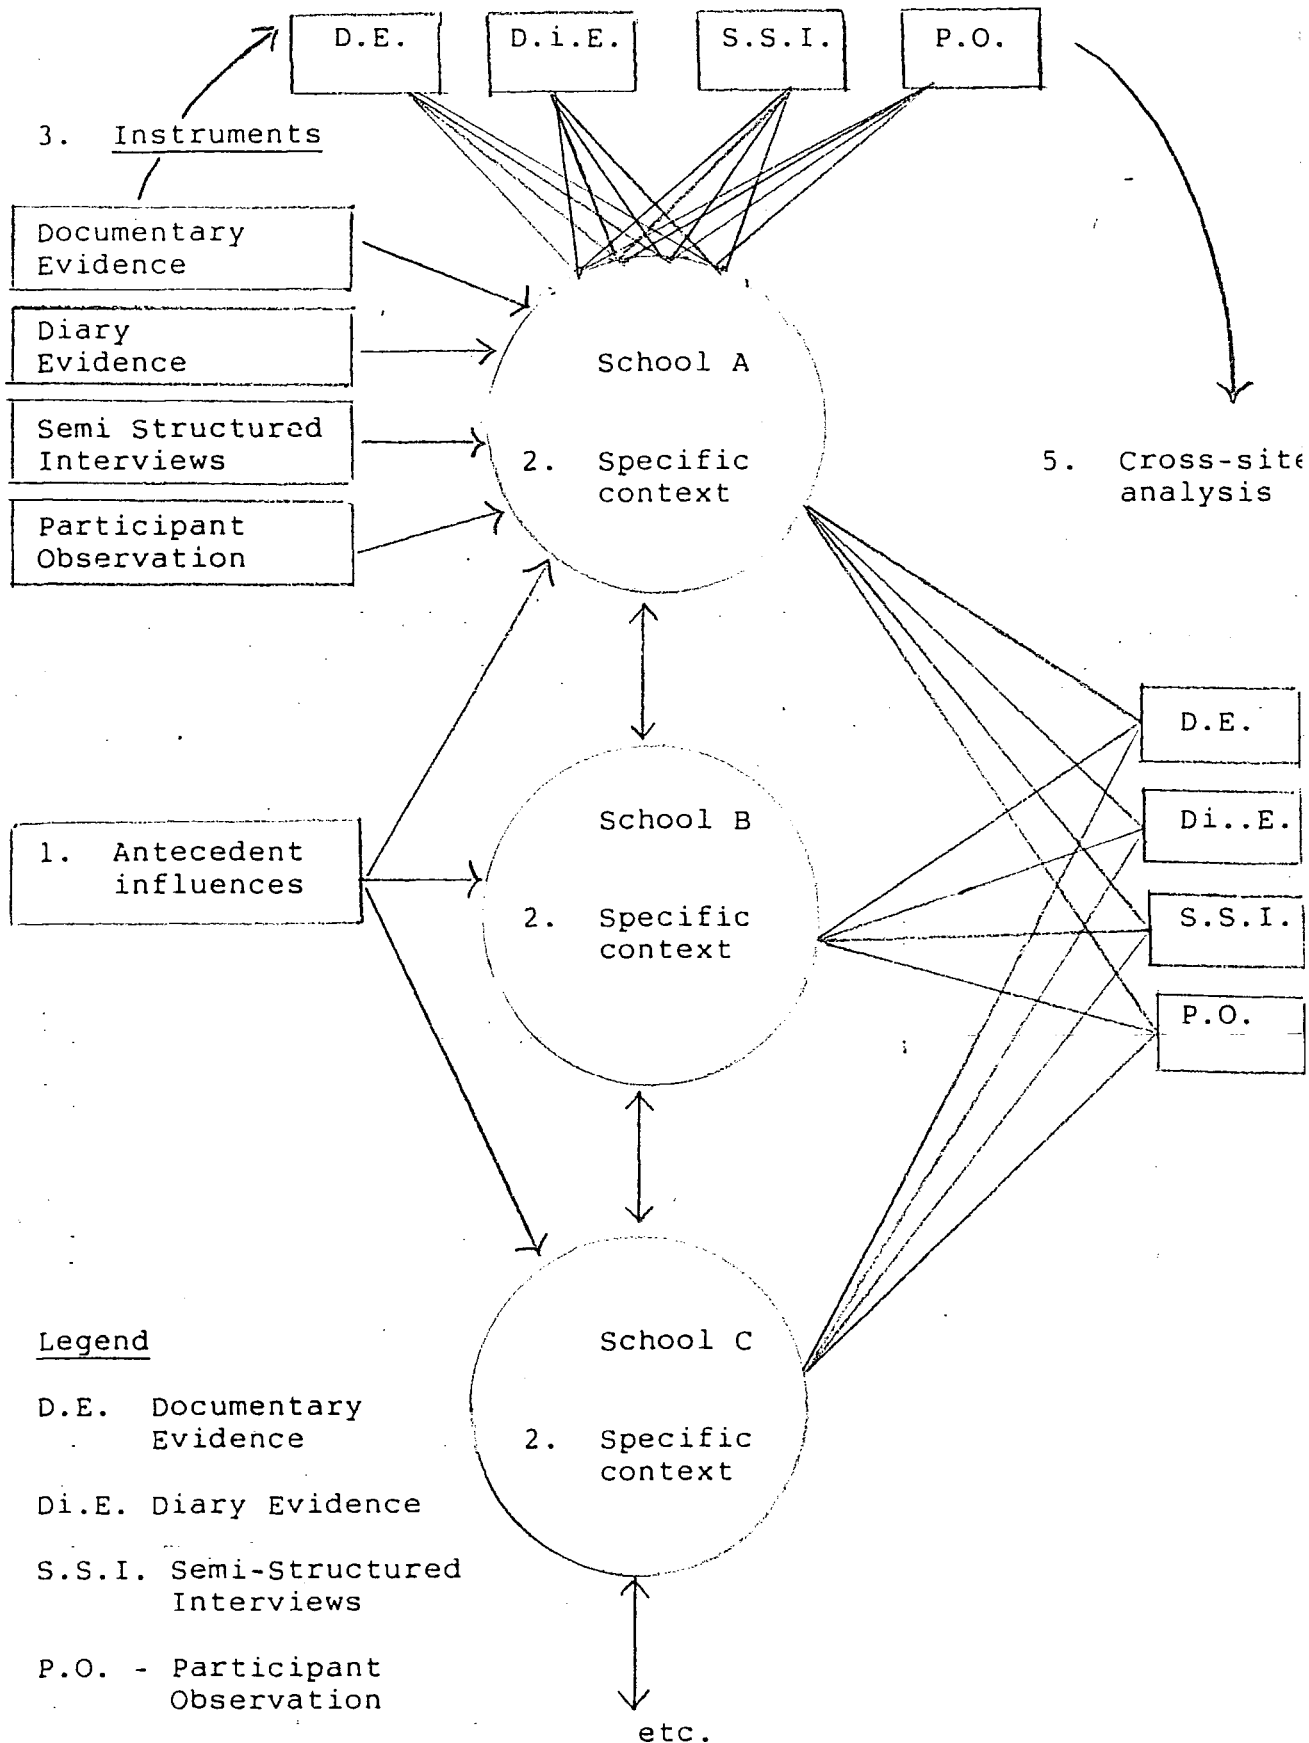 D.E.
D.i.E.
S.S.I.
P.O.
3. Instruments
Documentary
Evidence
Diary
Evidence
Semi Structured
Interviews
Participant
Observation
School A
2. Specific
context
5. Cross-site
analysis
1. Antecedent
influences
School B
2. Specific
context
D.E.
Di..E.
S.S.I.
P.O.
School C
2. Specific
context
etc.
Legend
D.E. Documentary
Evidence
Di.E. Diary Evidence
S.S.I. Semi-Structured
Interviews
P.O. - Participant
Observation